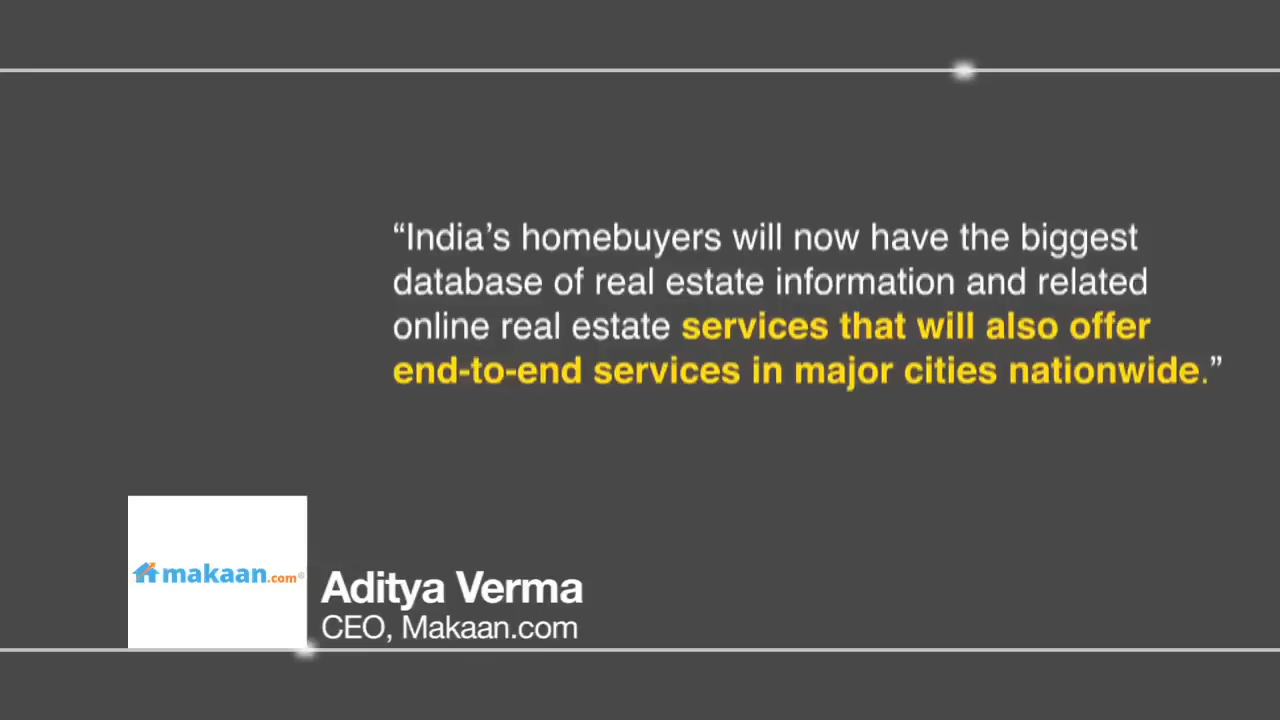 “India’s homebuyers will now have the biggest
database of real estate information and related
online real estate services that will also offer
end-to-end services in major cities nationwide.”
makaan.com®
Aditya Verma
CEO, Makaan.com